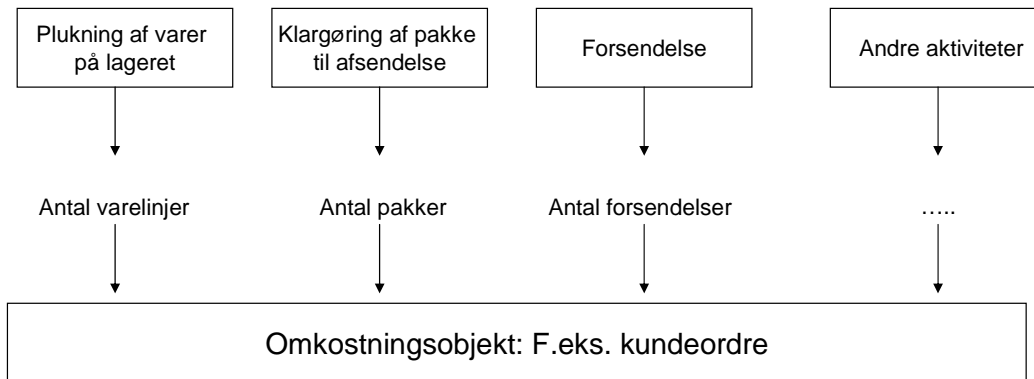 Plukning af varer
på lageret
Klargøring af pakke
til afsendelse
Forsendelse
Andre aktiviteter
Antal varelinjer
Antal pakker
Antal forsendelser
…..
Omkostningsobjekt: F.eks. kundeordre